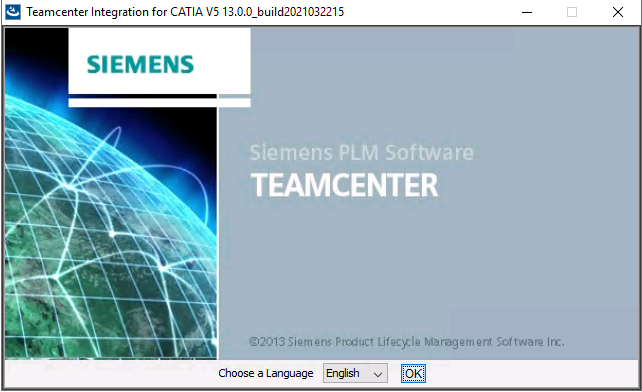 Teamcenter Integration for CATIA V5 13.0.0_build2021032215
SIEMENS
Siemens PLM Software
TEAMCENTER
©2013 Siemens Product Lifecycle Management Software Inc.
Choose a Language English OK